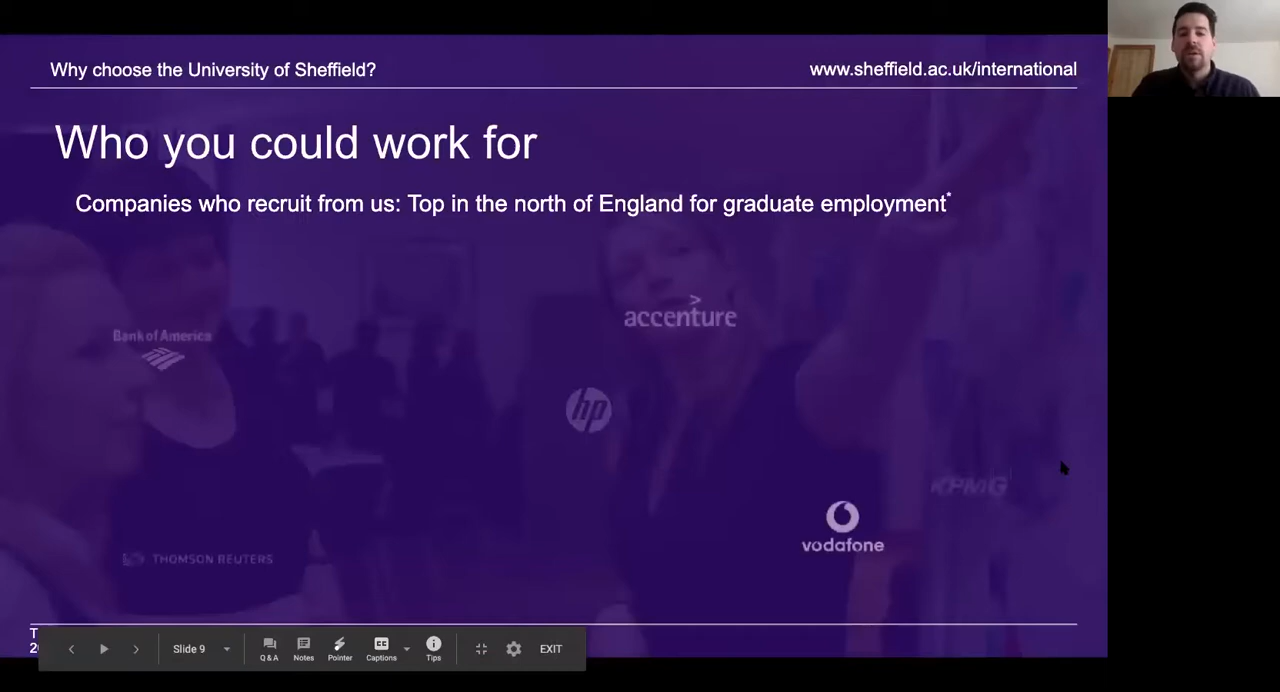 Why choose the University of Sheffield?
www.sheffield.ac.uk/international
Who you could work for
Companies who recruit from us: Top in the north of England for graduate employment*
accenture
Bank of America
hp
KPMG
vodafone
THOMSON REUTERS
Slide 9
Q & A
Notes
Pointer
CC
Captions
Tips
EXIT